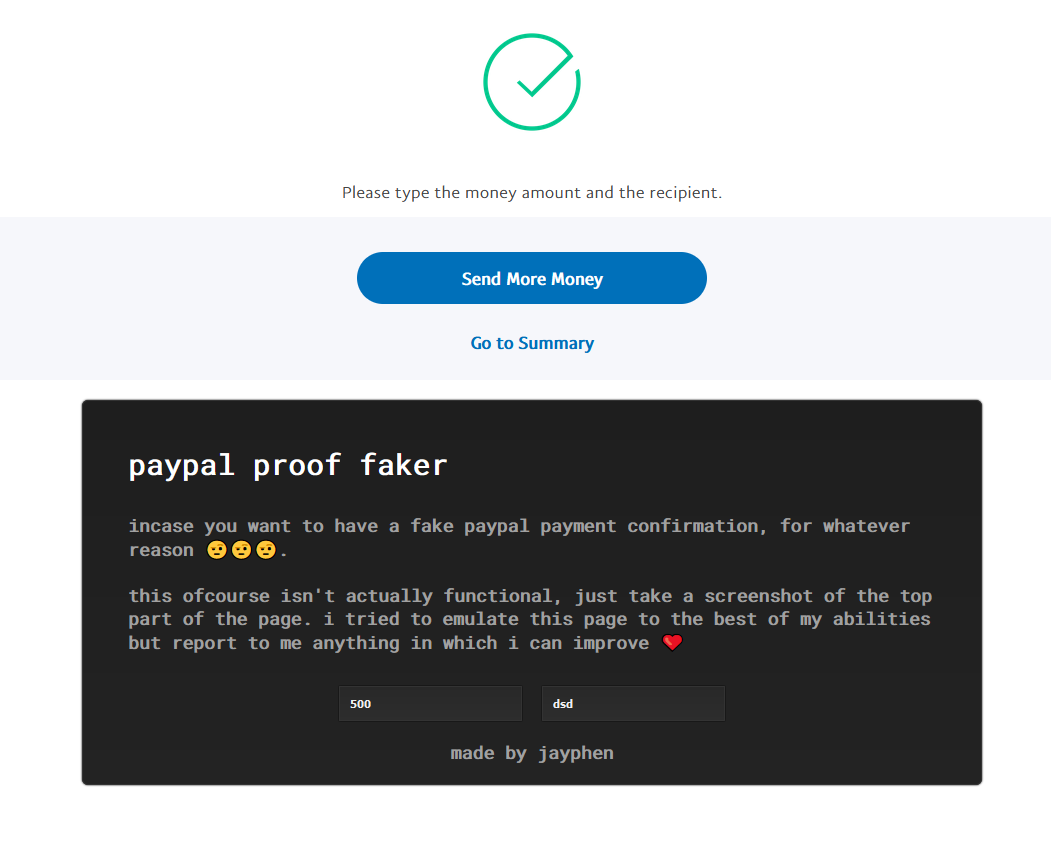 Please type the money amount and the recipient.
Send More Money
Go to Summary
paypal proof faker
incase you want to have a fake paypal payment confirmation, for whatever
reason 🤨🤨🤨.
this ofcourse isn't actually functional, just take a screenshot of the top
part of the page. i tried to emulate this page to the best of my abilities
but report to me anything in which i can improve ❤️
500
dsd
made by jayphen